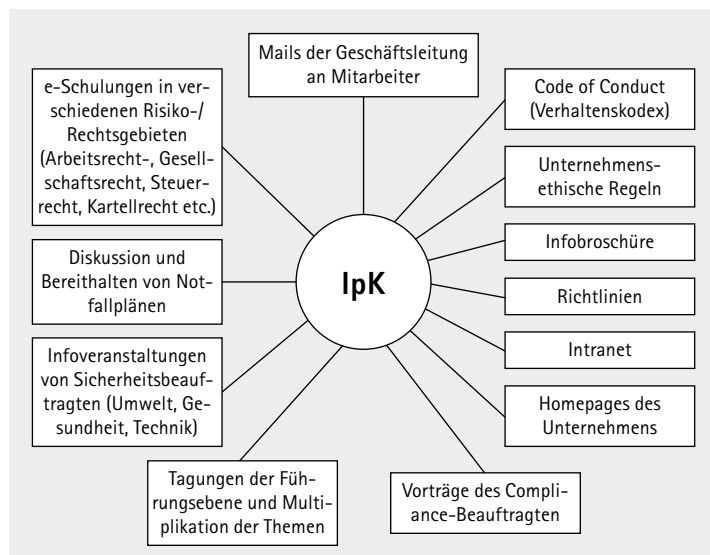 Mails der Geschäftsleitung
an Mitarbeiter
e-Schulungen in ver-
schiedenen Risiko-/
Rechtsgebieten
(Arbeitsrecht-, Gesell-
schaftsrecht, Steuer-
recht, Kartellrecht etc.)
Code of Conduct
(Verhaltenskodex)
Unternehmens-
ethische Regeln
Infobroschüre
Diskussion und
Bereithalten von Not-
fallplänen
IpK
Richtlinien
Intranet
Infoveranstaltungen
von Sicherheitsbeauf-
tragten (Umwelt, Ge-
sundheit, Technik)
Homepages des
Unternehmens
Tagungen der Füh-
rungsebene und Multi-
plikation der Themen
Vorträge des Compli-
ance-Beauftragten